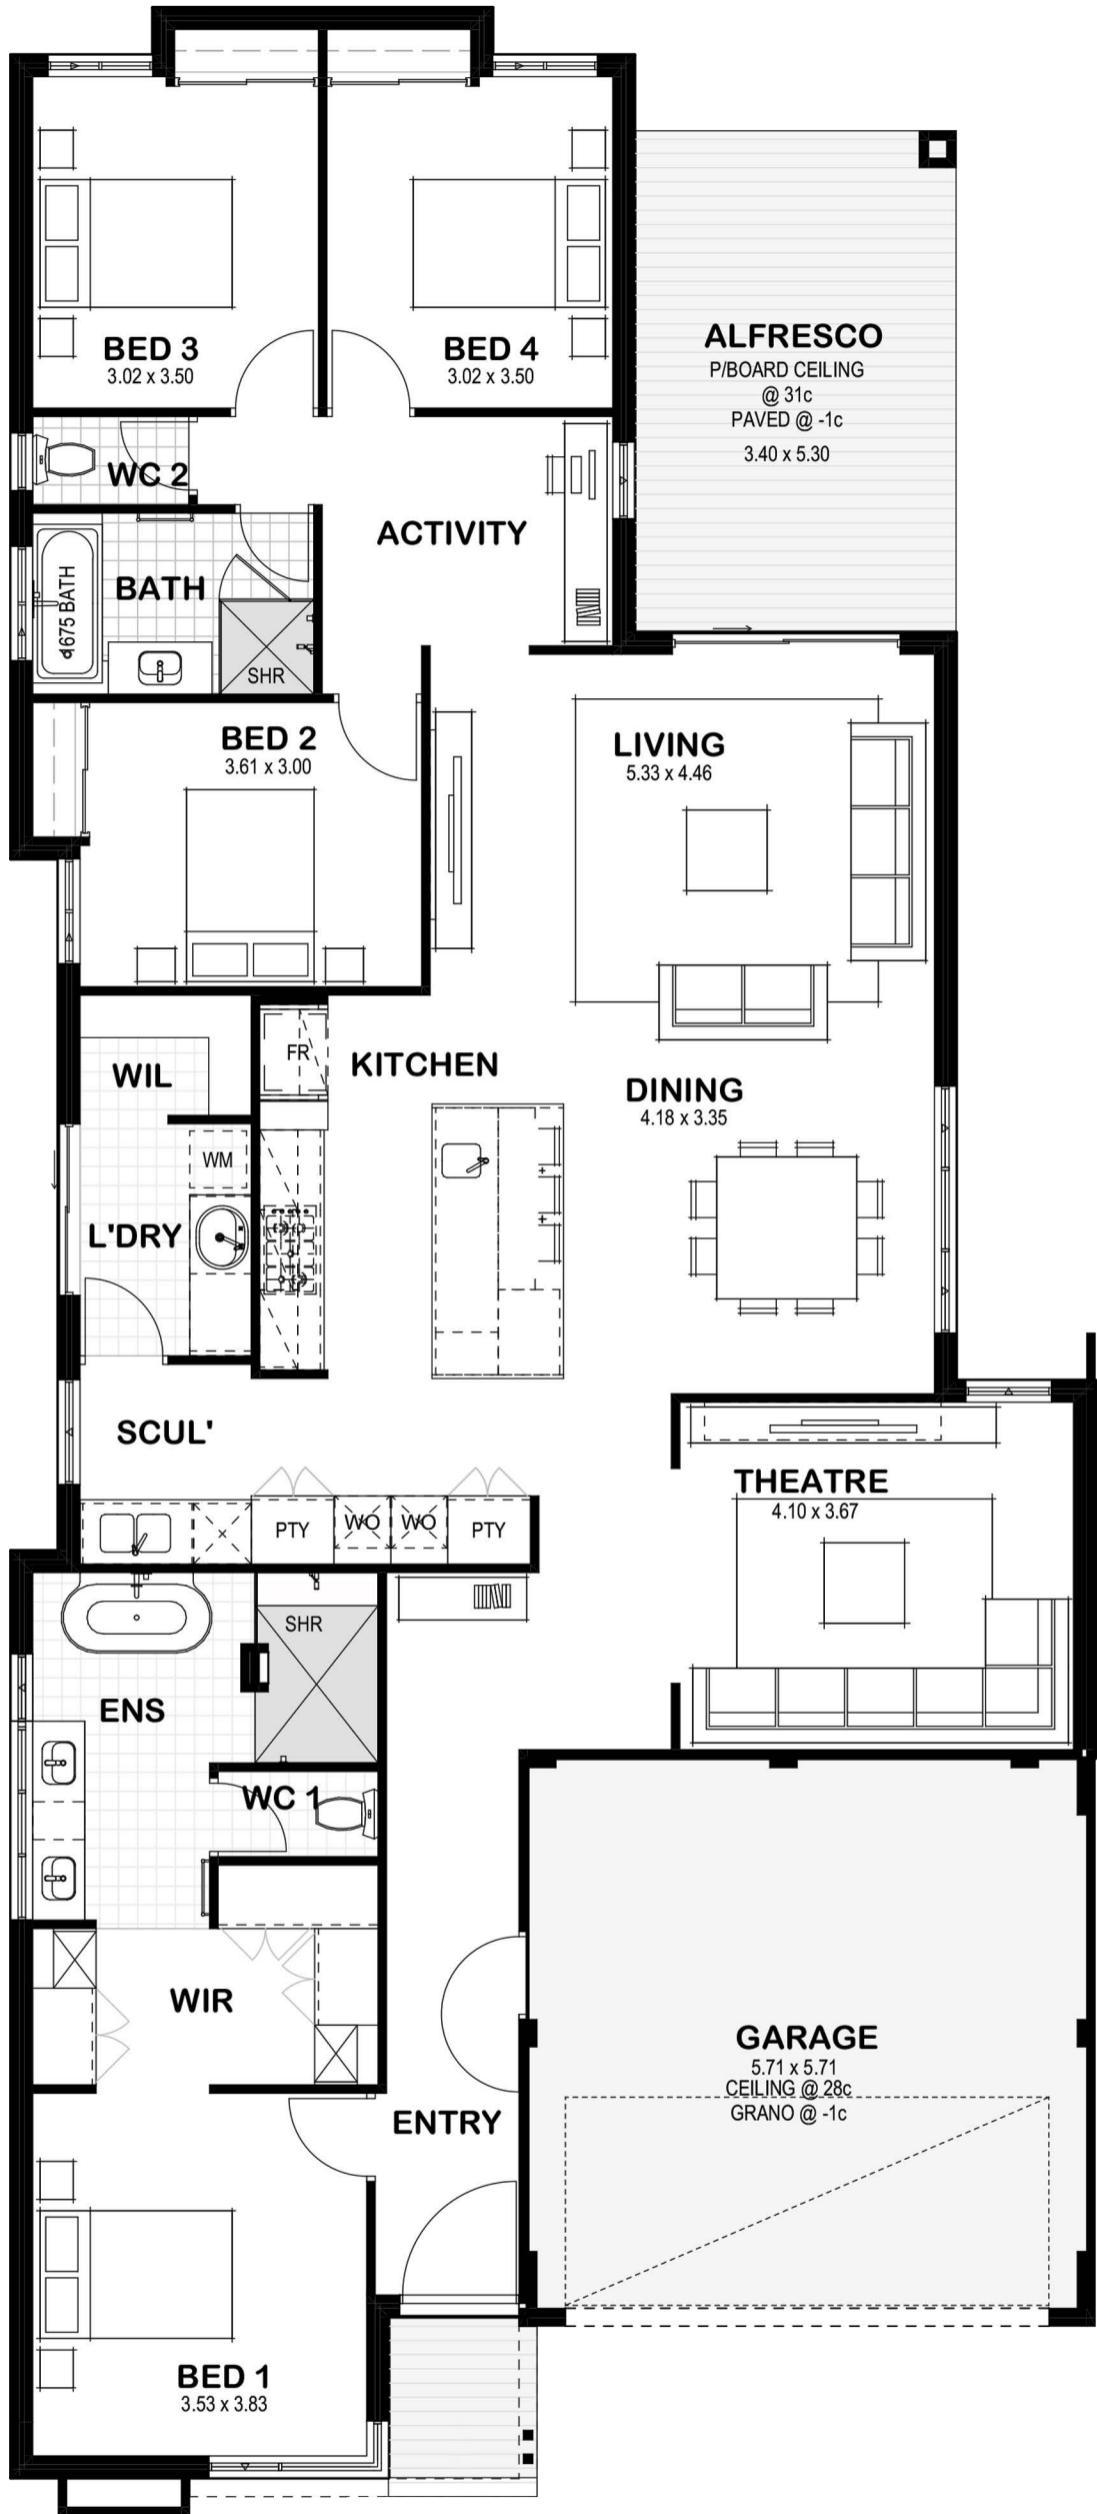 BED 3
3.02 x 3.50
BED 4
3.02 x 3.50
ALFRESCO
P/BOARD CEILING
@ 31c
PAVED @ -1c
3.40 x 5.30
WC 2
ACTIVITY
BATH
1675 BATH
SHR
BED 2
3.61 x 3.00
LIVING
5.33 x 4.46
WIL
FR
KITCHEN
DINING
4.18 x 3.35
WM
L'DRY
SCUL'
PTY
WO
WO
PTY
THEATRE
4.10 x 3.67
SHR
ENS
WC 1
WIR
GARAGE
5.71 x 5.71
CEILING @ 28c
GRANO @ -1c
ENTRY
BED 1
3.53 x 3.83